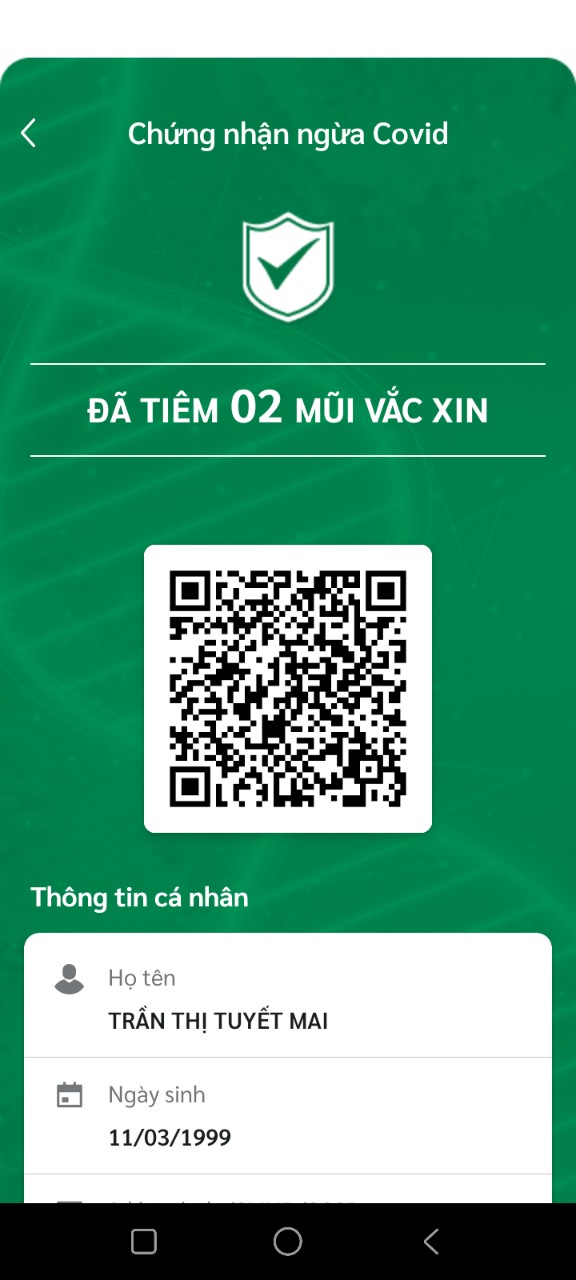 Chứng nhận ngừa Covid
ĐÃ TIÊM 02 MŨI VẮC XIN
Thông tin cá nhân
Họ tên
TRẦN THỊ TUYẾT MAI
Ngày sinh
11/03/1999